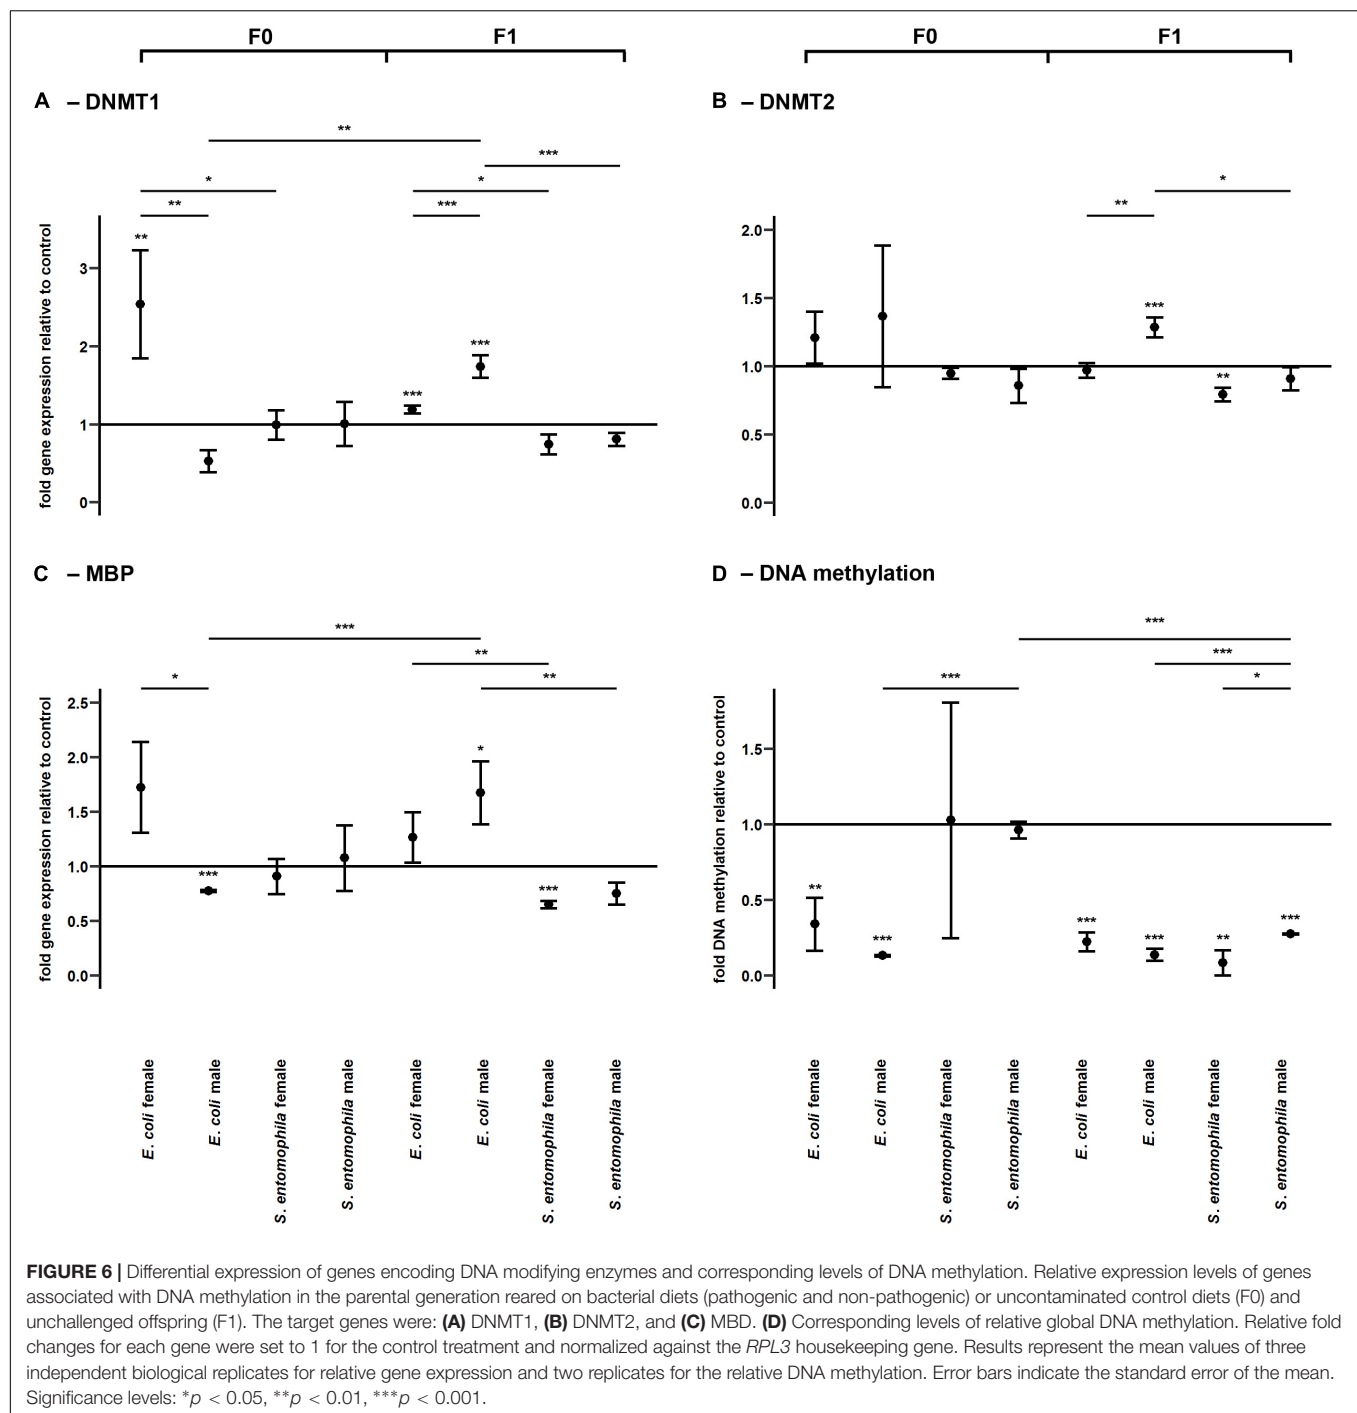 F0 F1 F0 F1
A – DNMT1
B – DNMT2
** *** * * ** *** ** *** ***
fold gene expression relative to control
3
2
1
0
* ** *** **
2.0
1.5
1.0
0.5
0.0
C – MBP
D – DNA methylation
*** ** * ** * *** ***
fold gene expression relative to control
2.5
2.0
1.5
1.0
0.5
0.0
*** *** *** * ** *** *** *** ** ***
fold DNA methylation relative to control
1.5
1.0
0.5
0.0
E. coli female
E. coli male
S. entomophila female
S. entomophila male
E. coli female
E. coli male
S. entomophila female
S. entomophila male
E. coli female
E. coli male
S. entomophila female
S. entomophila male
E. coli female
E. coli male
S. entomophila female
S. entomophila male
FIGURE 6 | Differential expression of genes encoding DNA modifying enzymes and corresponding levels of DNA methylation. Relative expression levels of genes
associated with DNA methylation in the parental generation reared on bacterial diets (pathogenic and non-pathogenic) or uncontaminated control diets (F0) and
unchallenged offspring (F1). The target genes were: (A) DNMT1, (B) DNMT2, and (C) MBD. (D) Corresponding levels of relative global DNA methylation. Relative fold
changes for each gene were set to 1 for the control treatment and normalized against the RPL3 housekeeping gene. Results represent the mean values of three
independent biological replicates for relative gene expression and two replicates for the relative DNA methylation. Error bars indicate the standard error of the mean.
Significance levels: *p < 0.05, **p < 0.01, ***p < 0.001.